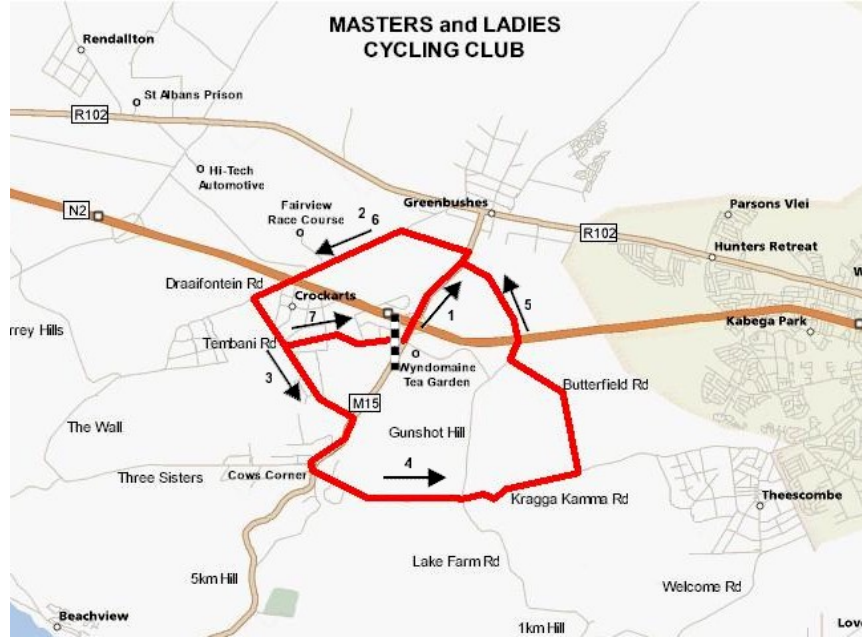 MASTERS and LADIES
CYCLING CLUB
Rendallton
St Albans Prison
R102
Hi-Tech
Automotive
Fairview
Race Course
2
6
Greenbushes
Parsons Vlei
N2
R102
Hunters Retreat
W
Draaifontein Rd
Crockarts
7
1
5
Kabega Park
rrey Hills
Tembani Rd
3
Wyndomaine
Tea Garden
Butterfield Rd
M15
The Wall
Gunshot Hill
4
Three Sisters
Cows Corner
Kragga Kamma Rd
Theescombe
Lake Farm Rd
5km Hill
Welcome Rd
Beachview
1km Hill
Lov